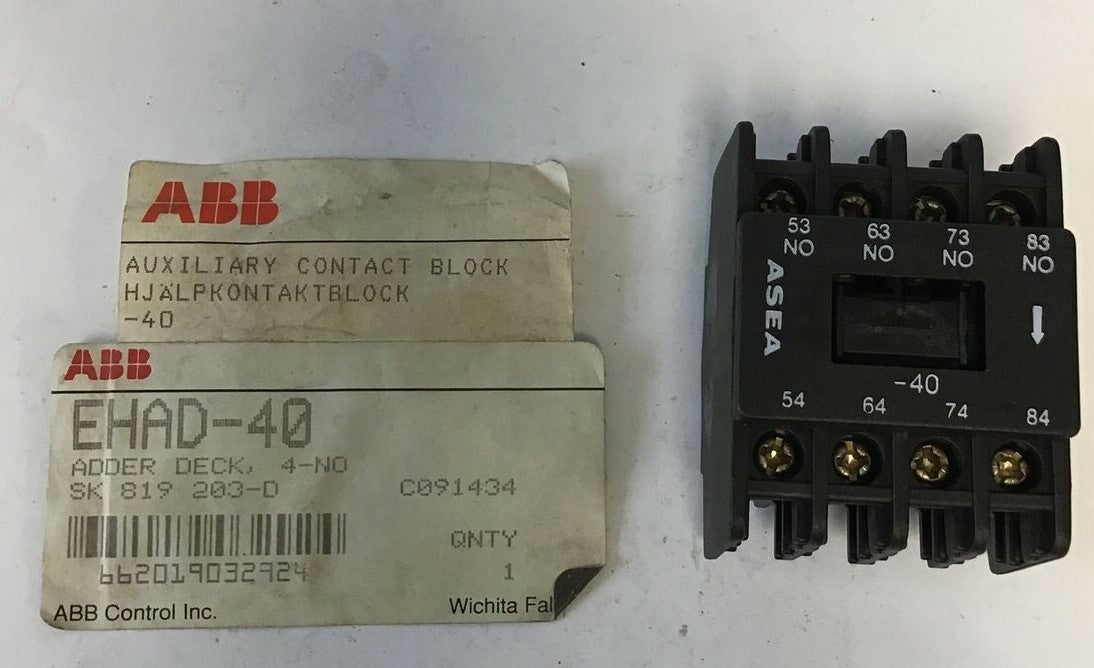 ABB
AUXILIARY CONTACT BLOCK
HJÄLPKONTAKTBLOCK
-40
ABB
EHAD-40
ADDER DECK, 4-NO
SK 819 203-D C091434
QNTY
662019032924 1
ABB Control Inc. Wichita Fal
53 63 73 83
NO NO NO NO
ASEA
-40
54 64 74 84